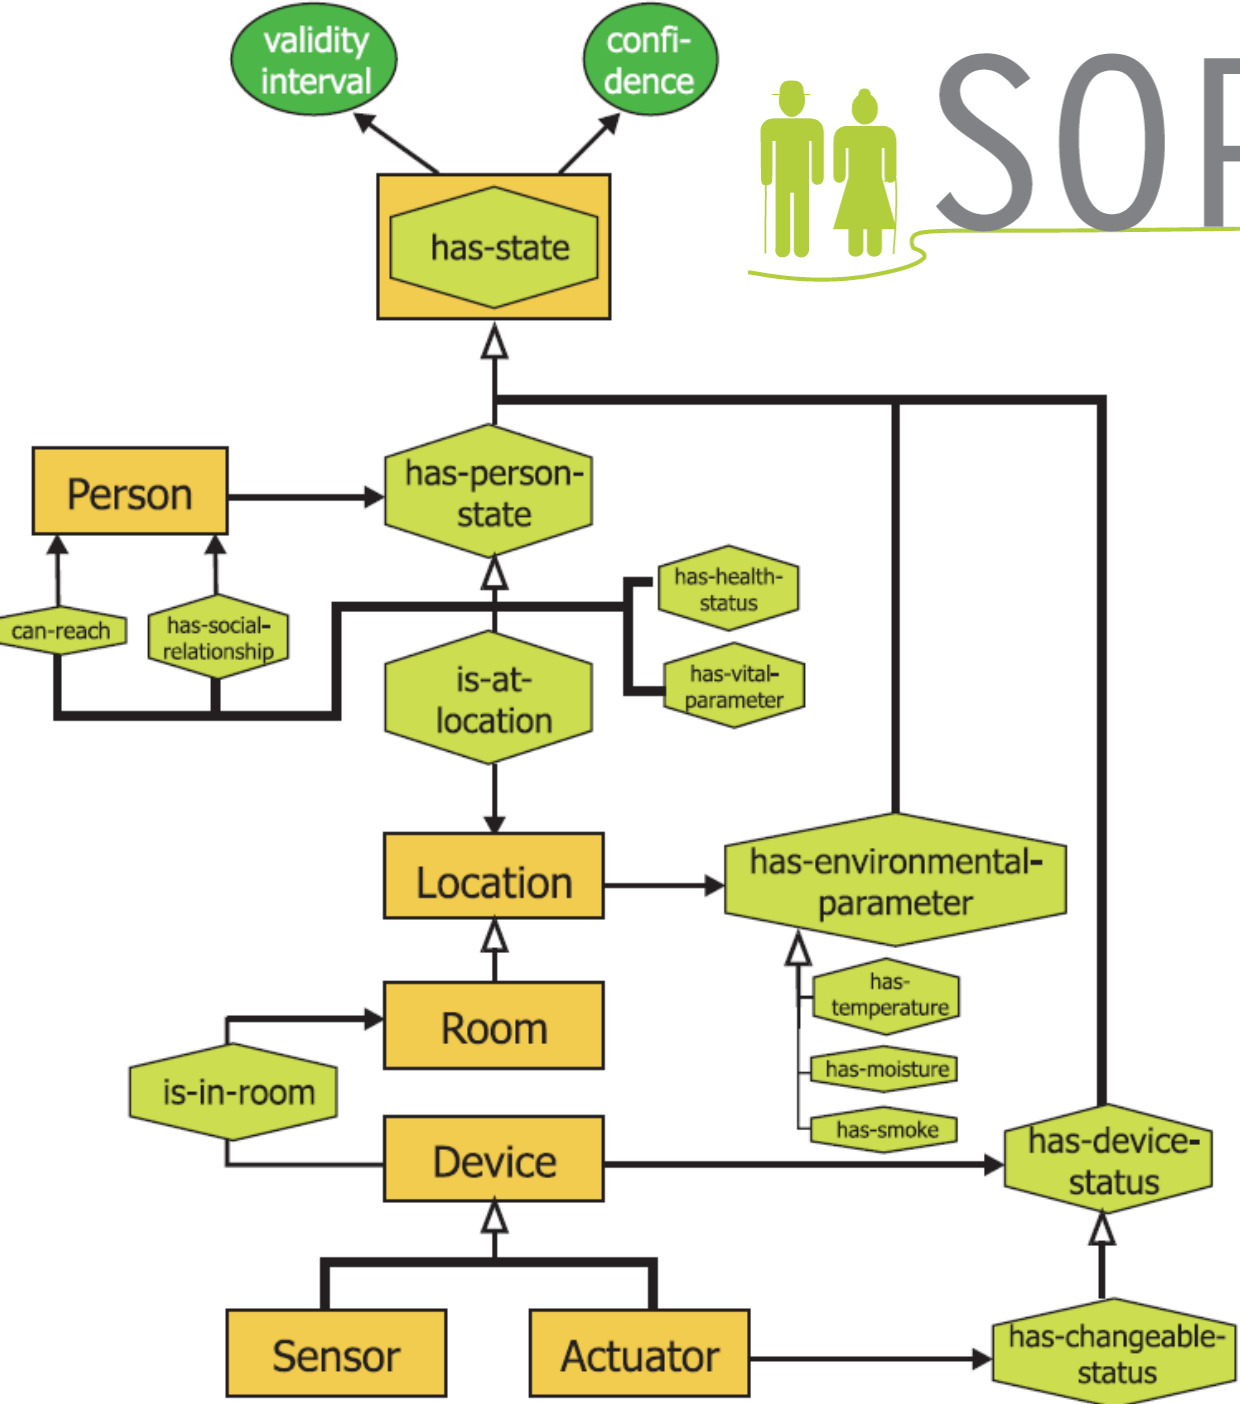 validity
interval
confi-
dence
SOP
has-state
has-person-
state
Person
has-health-
status
can-reach
has-social-
relationship
has-vital-
parameter
is-at-
location
Location
has-environmental-
parameter
has-
temperature
Room
has-moisture
is-in-room
has-smoke
Device
has-device-
status
Sensor
Actuator
has-changeable-
status